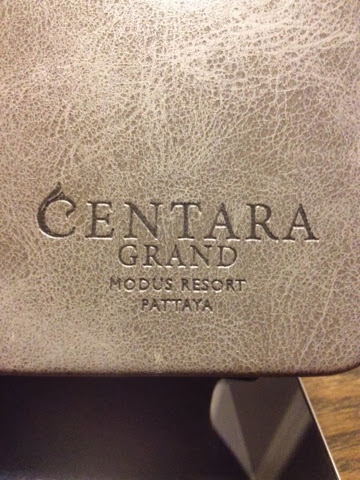 CENTARA
GRAND
MODUS RESORT
PATTAYA